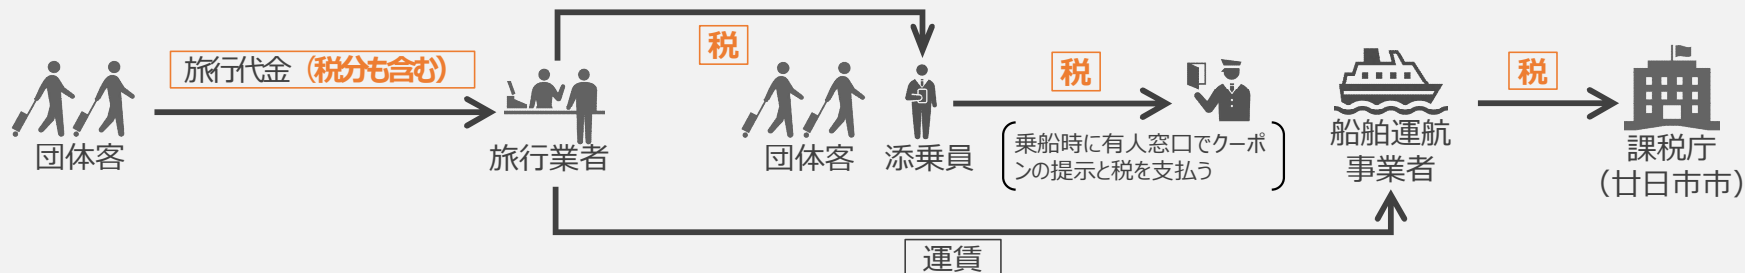 旅行代金（税分も含む）
税
税
税
団体客
旅行業者
団体客
添乗員
乗船時に有人窓口でクーポ
ンの提示と税を支払う
船舶運航
事業者
課税庁
（廿日市市）
運賃